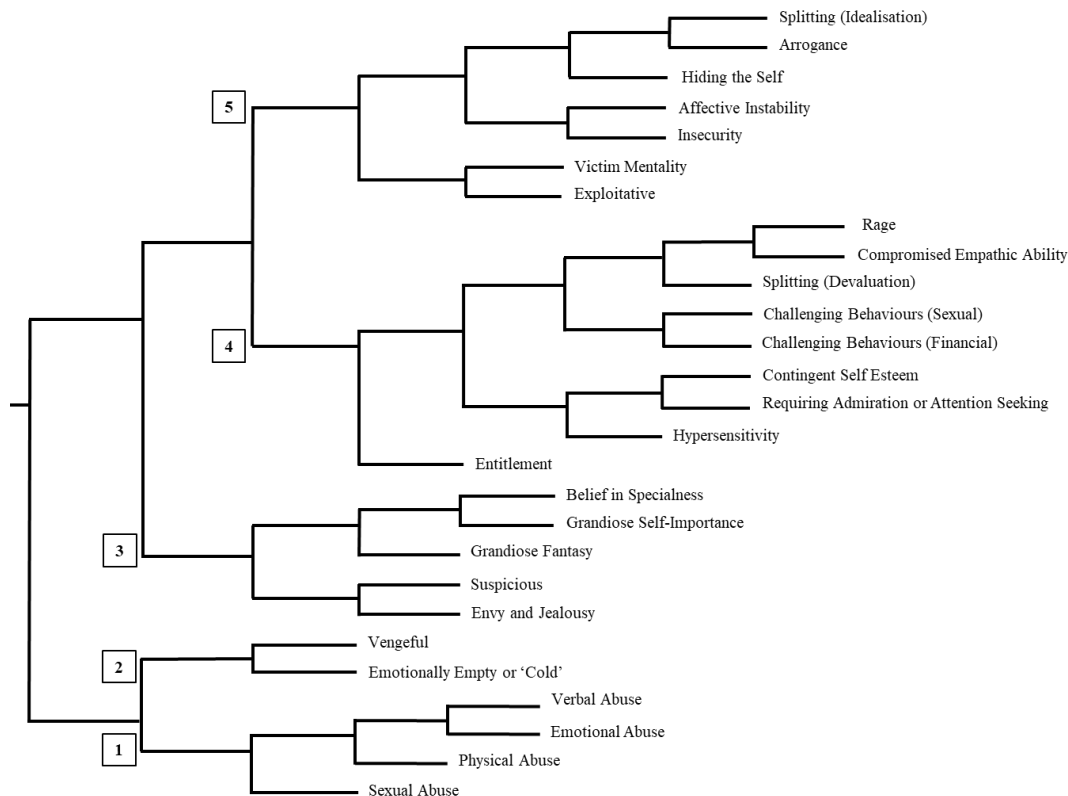 Splitting (Idealisation)
Arrogance
Hiding the Self
5
Affective Instability
Insecurity
Victim Mentality
Exploitative
Rage
Compromised Empathic Ability
Splitting (Devaluation)
Challenging Behaviours (Sexual)
4
Challenging Behaviours (Financial)
Contingent Self Esteem
Requiring Admiration or Attention Seeking
Hypersensitivity
Entitlement
Belief in Specialness
Grandiose Self-Importance
3
Grandiose Fantasy
Suspicious
Envy and Jealousy
Vengeful
2
Emotionally Empty or ‘Cold’
Verbal Abuse
Emotional Abuse
1
Physical Abuse
Sexual Abuse